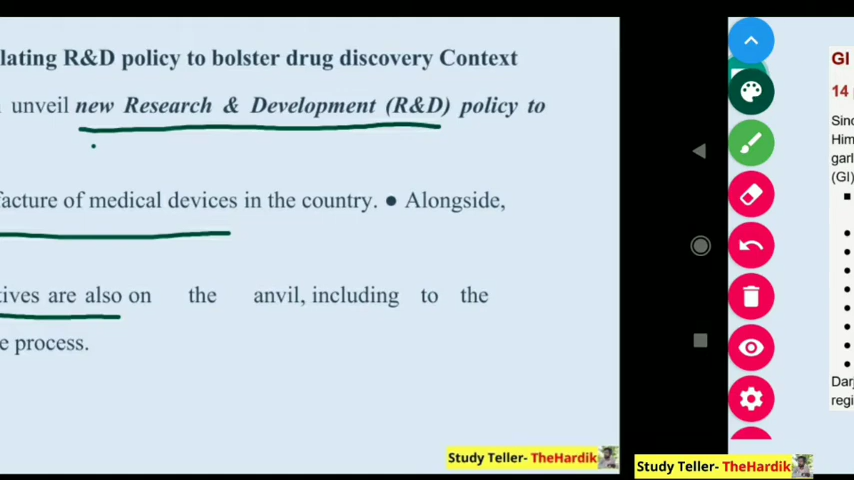 lating R&D policy to bolster drug discovery Context
unveil new Research & Development (R&D) policy to
facture of medical devices in the country. ● Alongside,
tives are also on the anvil, including to the
e process.
Study Teller- TheHardik
GI
14
Sinc
Him
garl
(GI)
Darj
regi
Study Teller- TheHardik